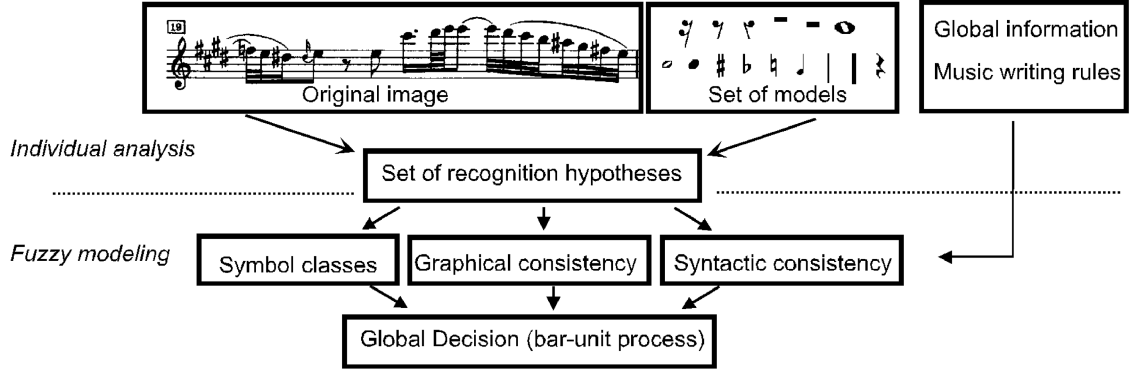 19
Original image
Set of models
Global information
Music writing rules
Individual analysis
Set of recognition hypotheses
Fuzzy modeling
Symbol classes
Graphical consistency
Syntactic consistency
Global Decision (bar-unit process)